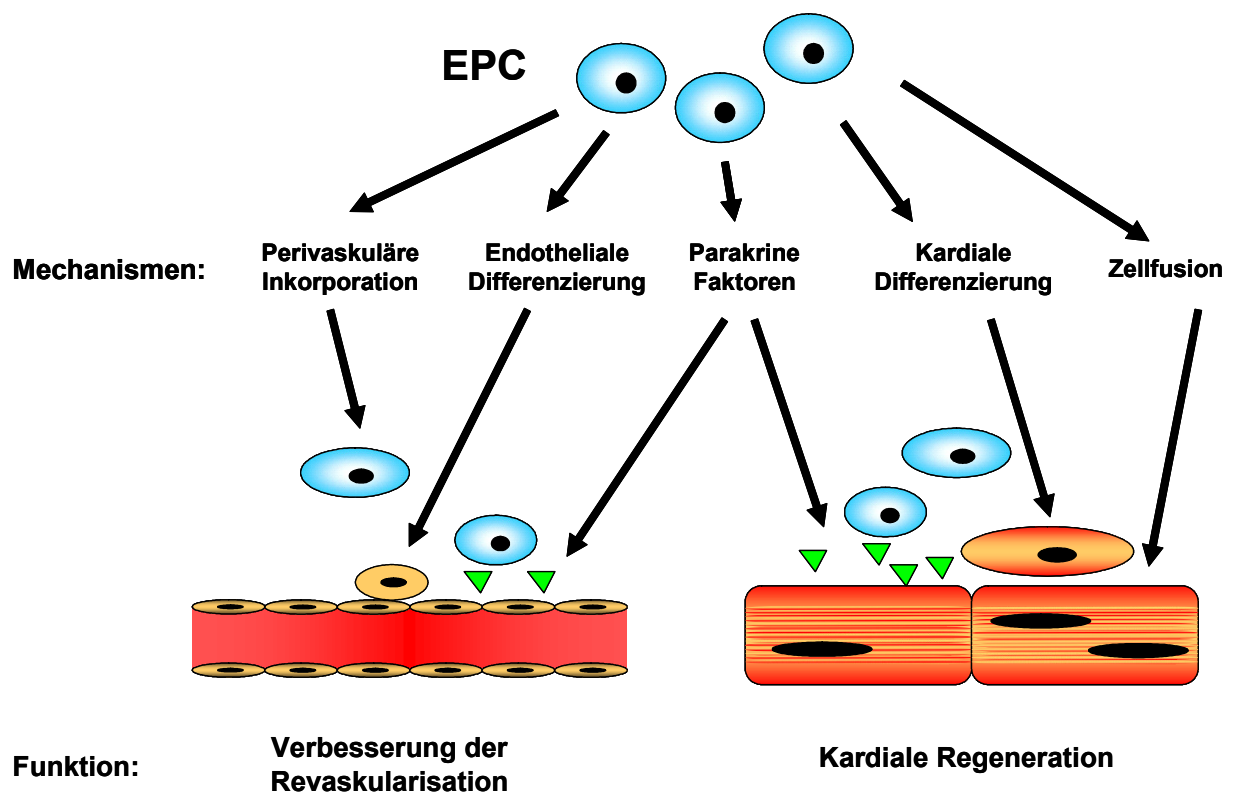 EPC
Mechanismen:
Perivaskuläre
Inkorporation
Endotheliale
Differenzierung
Parakrine
Faktoren
Kardiale
Differenzierung
Zellfusion
Funktion:
Verbesserung der
Revaskularisation
Kardiale Regeneration